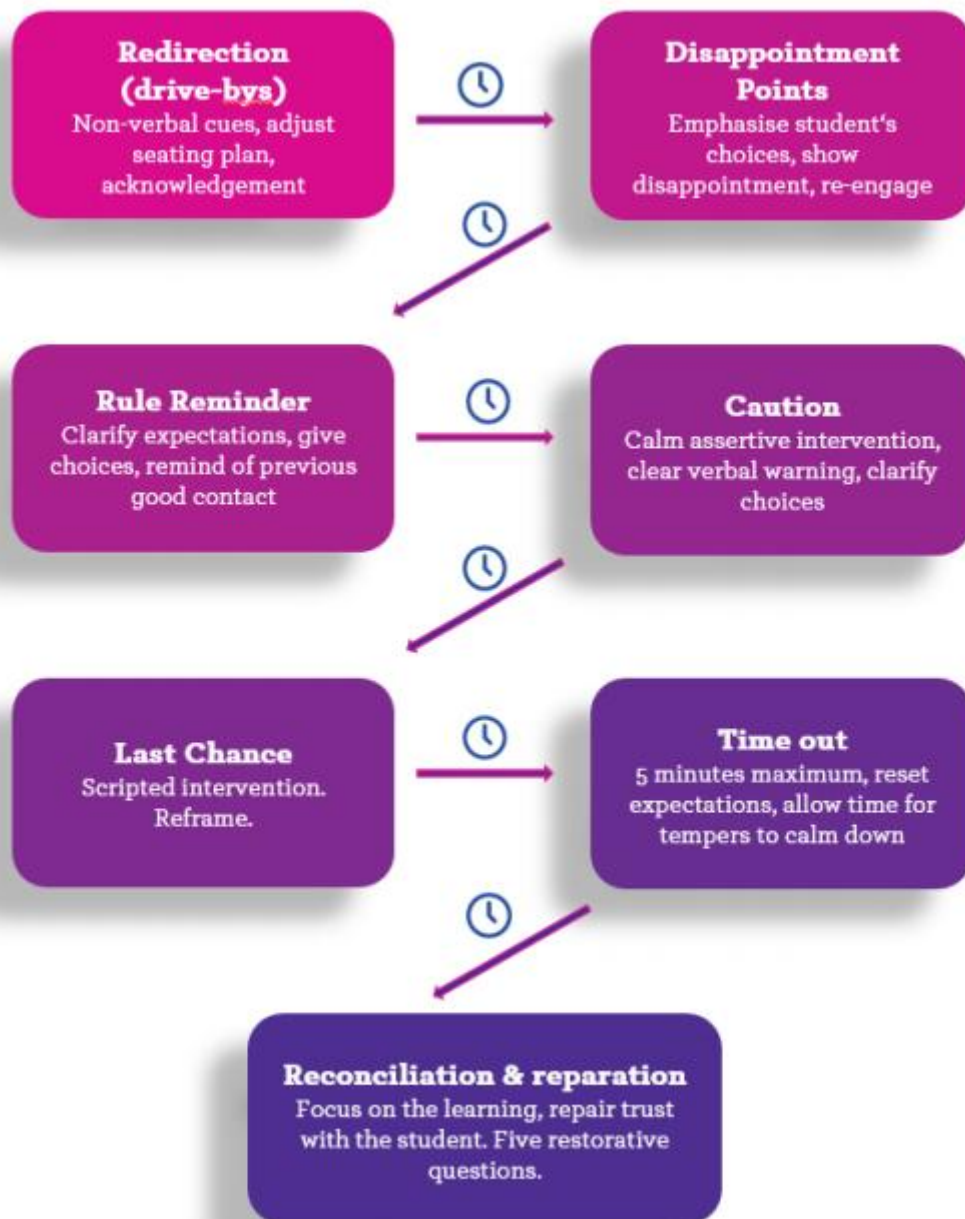 Redirection
(drive-bys)
Non-verbal cues, adjust
seating plan,
acknowledgement
Disappointment
Points
Emphasise student's
choices, show
disappointment, re-engage
Rule Reminder
Clarify expectations, give
choices, remind of previous
good contact
Caution
Calm assertive intervention,
clear verbal warning, clarify
choices
Last Chance
Scripted intervention.
Reframe.
Time out
5 minutes maximum, reset
expectations, allow time for
tempers to calm down
Reconciliation & reparation
Focus on the learning, repair trust
with the student. Five restorative
questions.